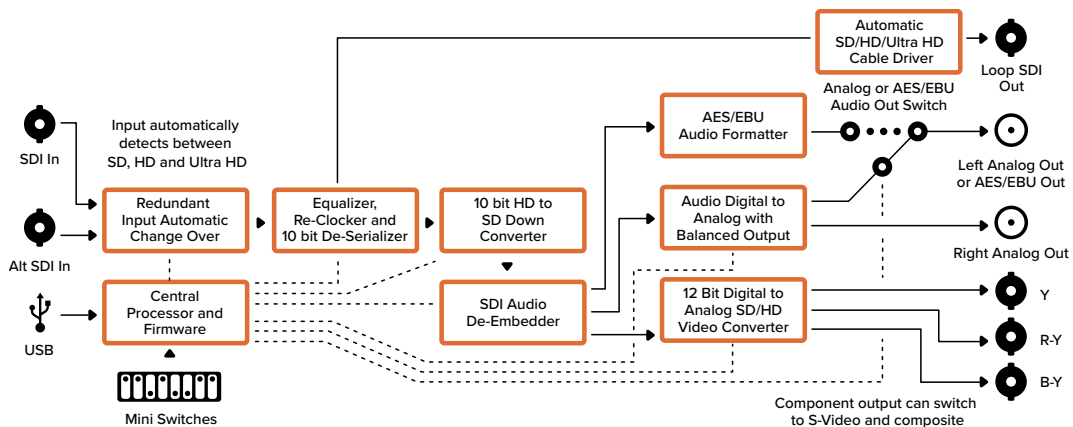 SDI In
Alt SDI In
USB
Input automatically
detects between
SD, HD and Ultra HD
Redundant
Input Automatic
Change Over
Central
Processor and
Firmware
Mini Switches
Equalizer,
Re-Clocker and
10 bit De-Serializer
10 bit HD to
SD Down
Converter
SDI Audio
De-Embedder
AES/EBU
Audio Formatter
Audio Digital to
Analog with
Balanced Output
12 Bit Digital to
Analog SD/HD
Video Converter
Automatic
SD/HD/Ultra HD
Cable Driver
Analog or AES/EBU
Audio Out Switch
Loop SDI
Out
Left Analog Out
or AES/EBU Out
Right Analog Out
Y
R-Y
B-Y
Component output can switch
to S-Video and composite